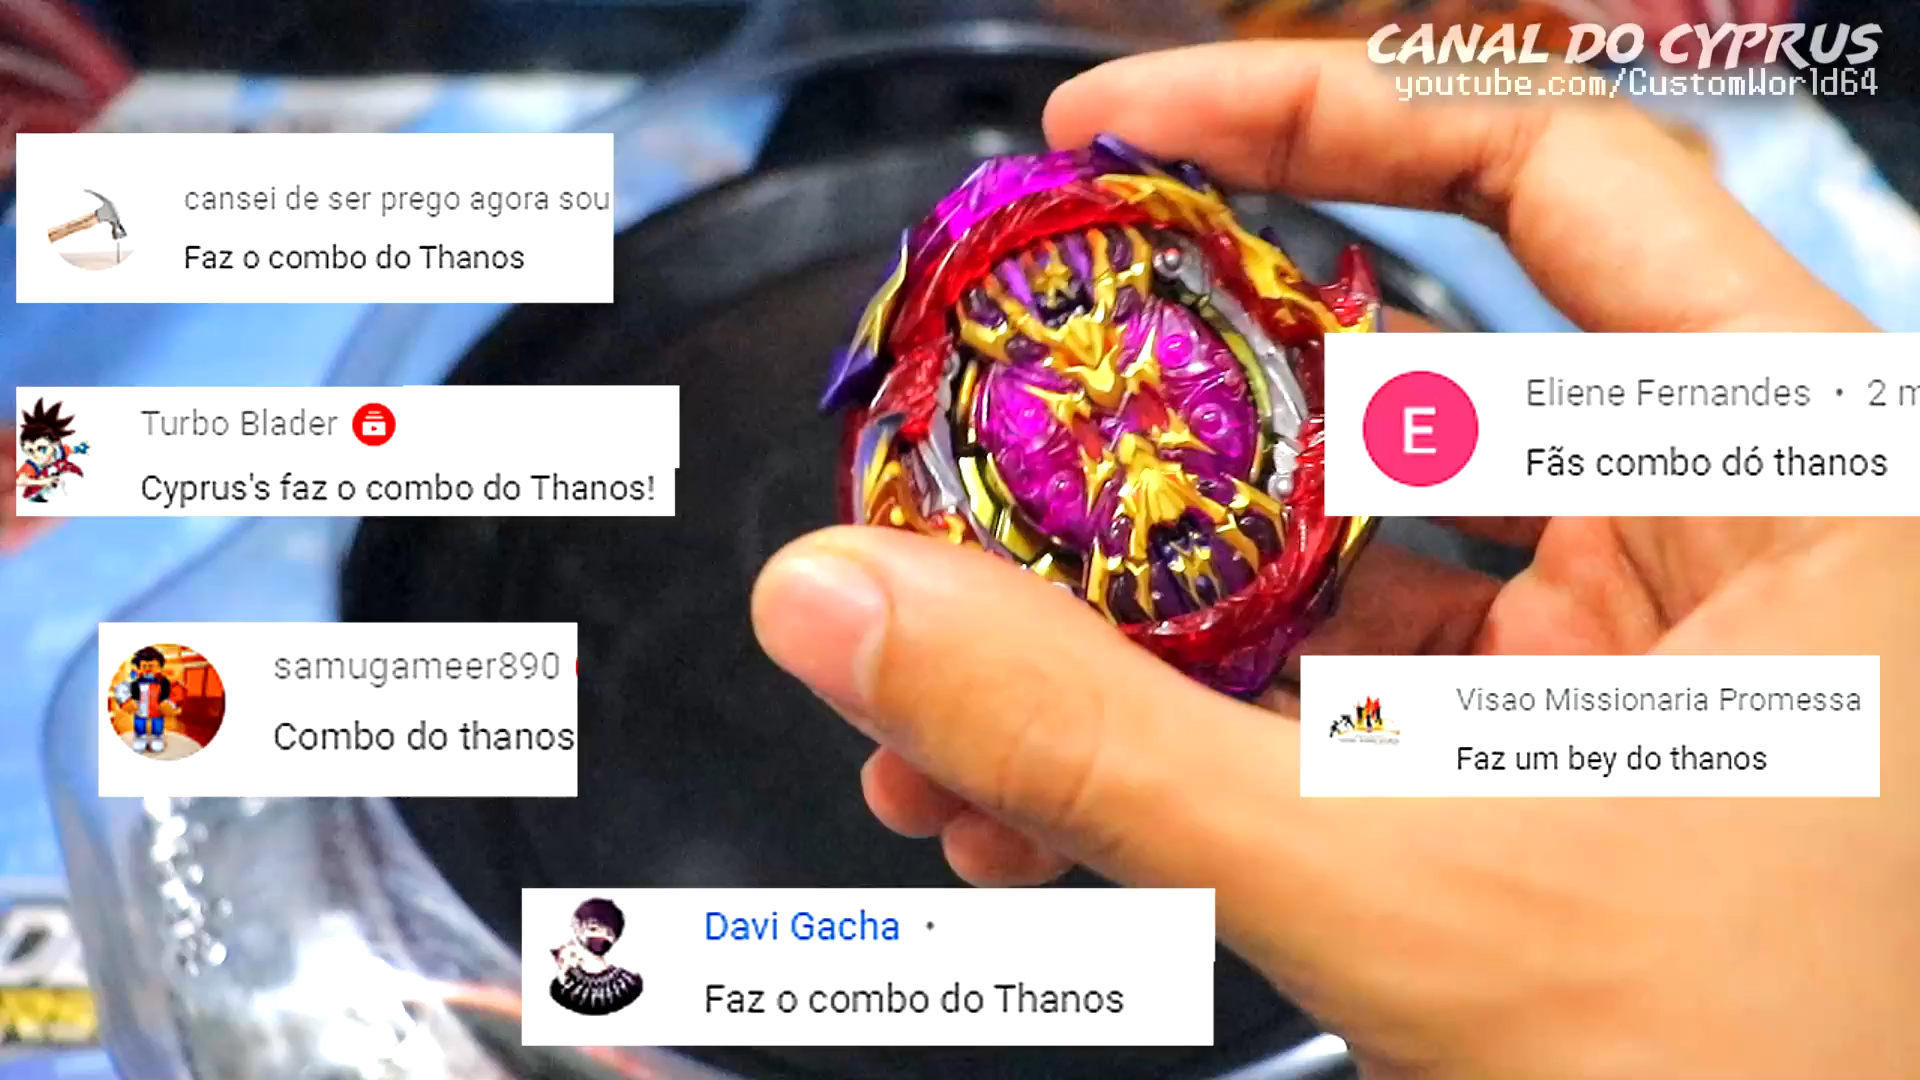 CANAL DO CYPRUS
youtube.com/CustomWorld64
cansei de ser prego agora sou
Faz o combo do Thanos
Turbo Blader
Cyprus's faz o combo do Thanos!
Eliene Fernandes • 2 m
Fãs combo dó thanos
samugameer890
Combo do thanos
Visao Missionaria Promessa
Faz um bey do thanos
Davi Gacha •
Faz o combo do Thanos